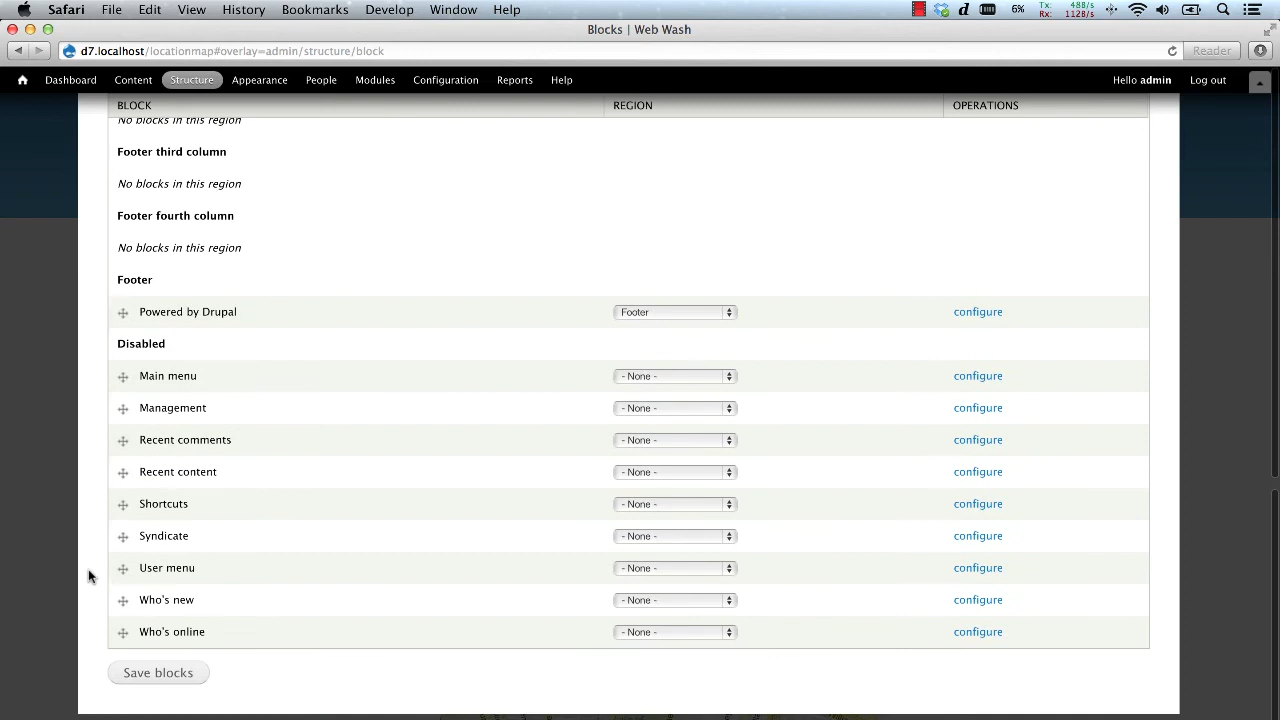 Safari File Edit View History Bookmarks Develop Window Help Tx: 488/s Rx: 1128/s 6%
Blocks | Web Wash
d7.localhost/locationmap#overlay=admin/structure/block Reader
Dashboard Content Structure Appearance People Modules Configuration Reports Help Hello admin Log out
BLOCK REGION OPERATIONS
No blocks in this region
Footer third column
No blocks in this region
Footer fourth column
No blocks in this region
Footer
Powered by Drupal Footer configure
Disabled
Main menu - None - configure
Management - None - configure
Recent comments - None - configure
Recent content - None - configure
Shortcuts - None - configure
Syndicate - None - configure
User menu - None - configure
Who's new - None - configure
Who's online - None - configure
Save blocks